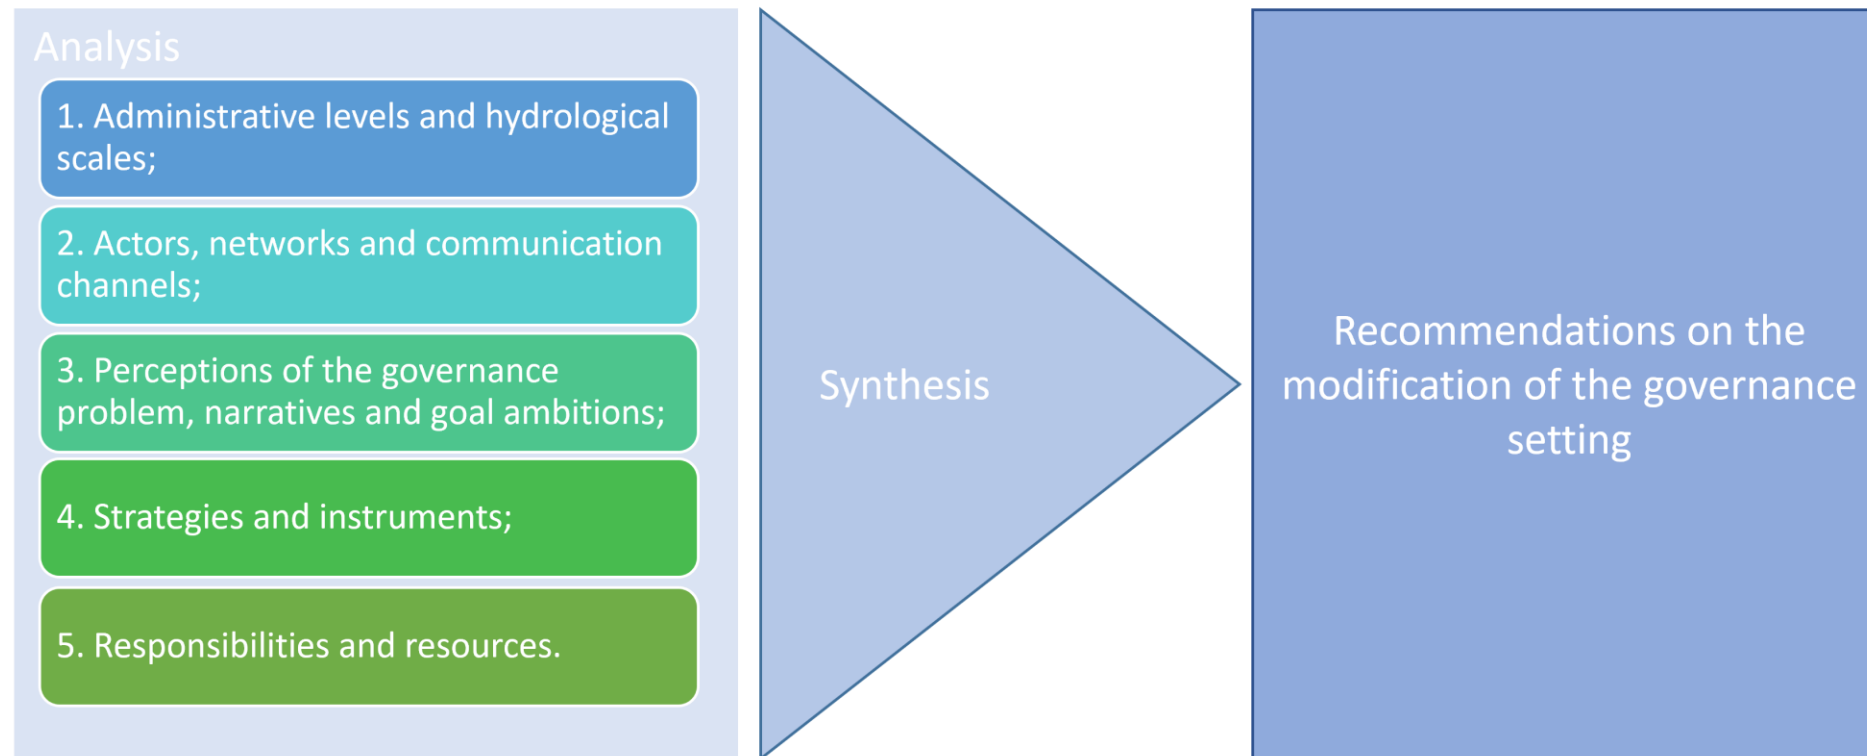 Analysis
1. Administrative levels and hydrological
scales;
2. Actors, networks and communication
channels;
3. Perceptions of the governance
problem, narratives and goal ambitions;
4. Strategies and instruments;
5. Responsibilities and resources.
Synthesis
Recommendations on the
modification of the governance
setting